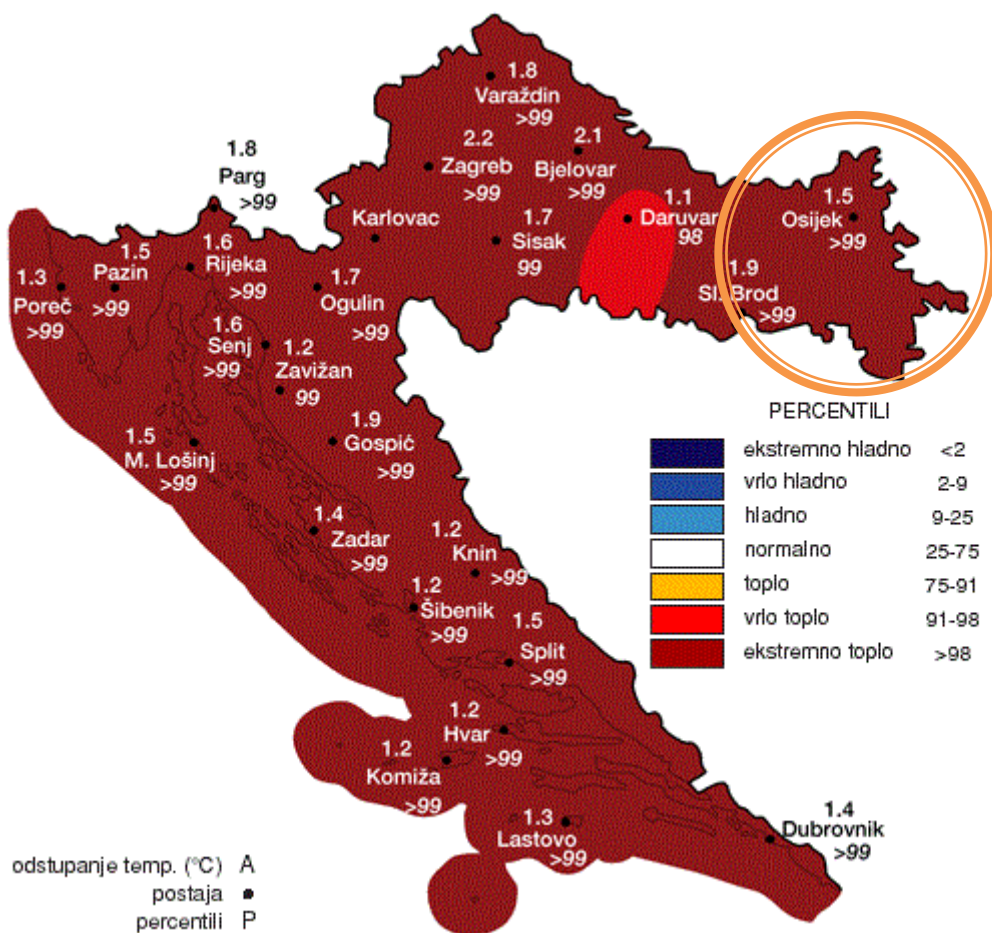 1.8
Varaždin
>99
2.2
Zagreb
>99
2.1
Bjelovar
>99
1.8
Parg
>99
Karlovac
1.7
Sisak
99
1.1
Daruvar
98
1.5
Osijek
>99
1.9
Sl. Brod
>99
1.3
Poreč
>99
1.5
Pazin
>99
1.6
Rijeka
>99
1.7
Ogulin
>99
1.6
Senj
>99
1.2
Zavižan
99
1.9
Gospić
>99
1.5
M. Lošinj
>99
1.4
Zadar
>99
1.2
Knin
>99
1.2
Šibenik
>99
1.5
Split
>99
1.2
Hvar
>99
1.2
Komiža
>99
1.3
Lastovo
>99
1.4
Dubrovnik
>99
PERCENTILI
ekstremno hladno <2
vrlo hladno 2-9
hladno 9-25
normalno 25-75
toplo 75-91
vrlo toplo 91-98
ekstremno toplo >98
odstupanje temp. (°C) A
postaja ●
percentili P